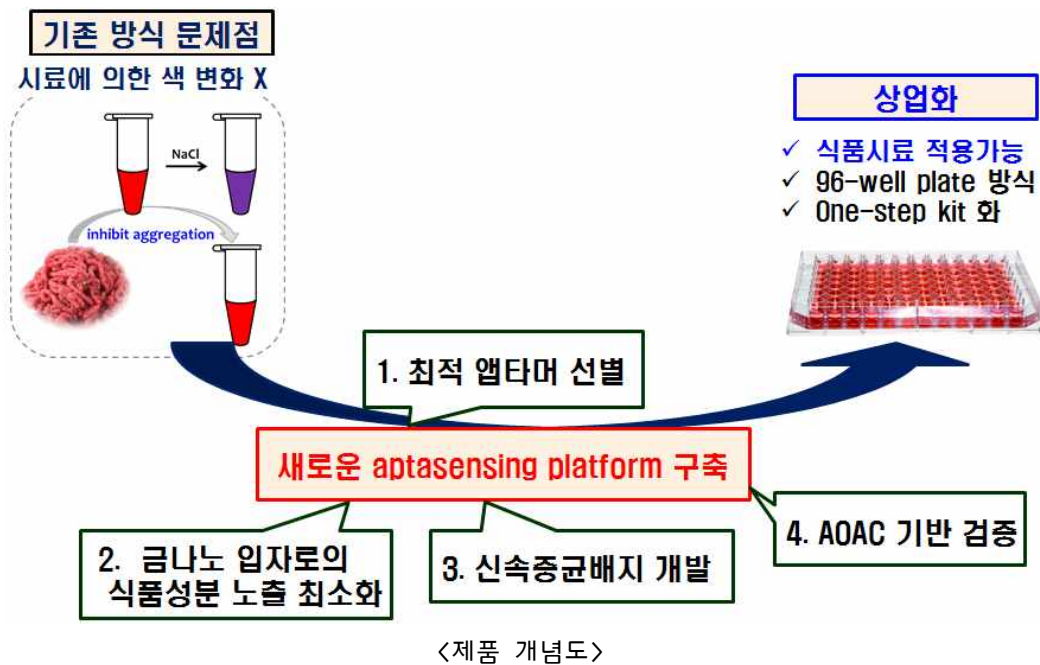 기존 방식 문제점
시료에 의한 색 변화 X
NaCl
inhibit aggregation
상업화
✓ 식품시료 적용가능
✓ 96-well plate 방식
✓ One-step kit 화
1. 최적 앱타머 선별
새로운 aptasensing platform 구축
2. 금나노 입자로의
식품성분 노출 최소화
3. 신속증균배지 개발
4. AOAC 기반 검증
<제품 개념도>